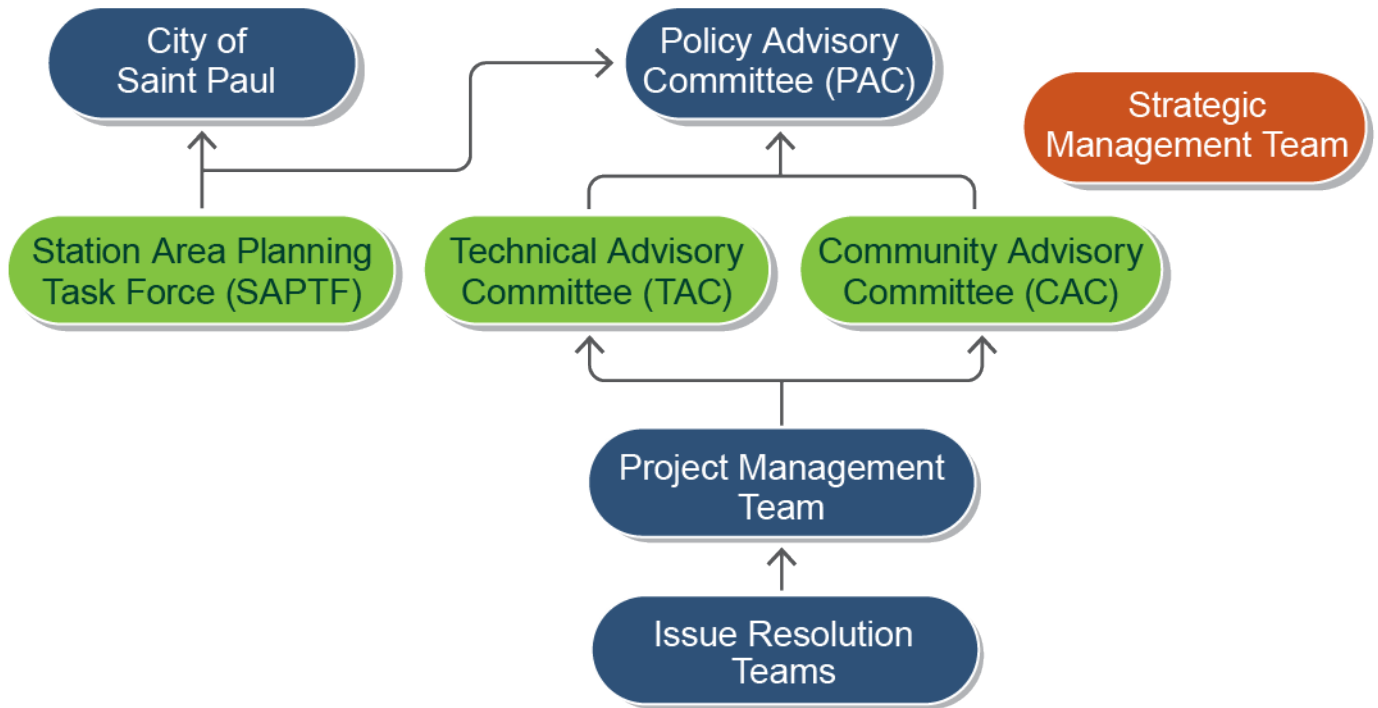 City of
Saint Paul
Policy Advisory
Committee (PAC)
Strategic
Management Team
Station Area Planning
Task Force (SAPTF)
Technical Advisory
Committee (TAC)
Community Advisory
Committee (CAC)
Project Management
Team
Issue Resolution
Teams